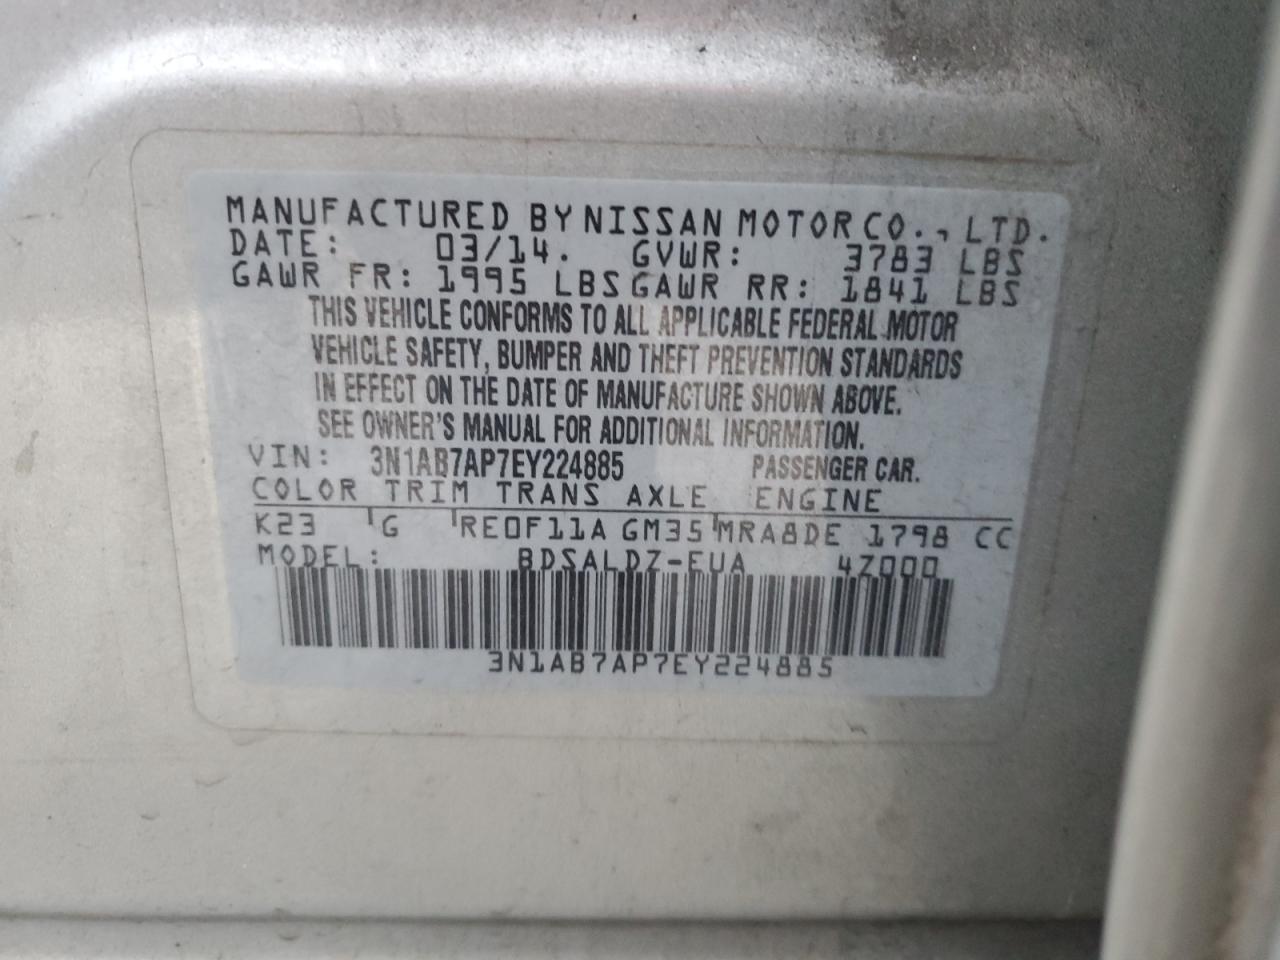 MANUFACTURED BY NISSAN MOTOR CO., LTD.
DATE: 03/14. GVWR: 3783 LBS
GAWR FR: 1995 LBS GAWR RR: 1841 LBS
THIS VEHICLE CONFORMS TO ALL APPLICABLE FEDERAL MOTOR
VEHICLE SAFETY, BUMPER AND THEFT PREVENTION STANDARDS
IN EFFECT ON THE DATE OF MANUFACTURE SHOWN ABOVE.
SEE OWNER'S MANUAL FOR ADDITIONAL INFORMATION.
VIN: 3N1AB7AP7EY224885 PASSENGER CAR.
COLOR TRIM TRANS AXLE ENGINE
K23 G RE0F11A GM35 MRA8DE 1798 CC
MODEL: BDSALDZ-EUA 4Z000
3N1AB7AP7EY224885